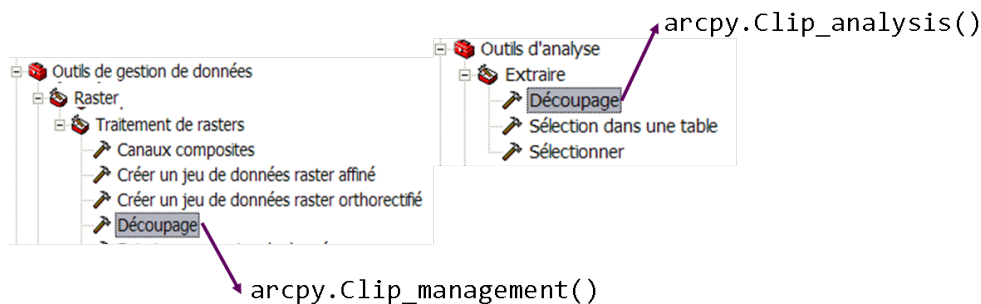 arcpy.Clip_analysis()
Outils d'analyse
Extraire
Découpage
Sélection dans une table
Sélectionner
Outils de gestion de données
Raster
Traitement de rasters
Canaux composites
Créer un jeu de données raster affiné
Créer un jeu de données raster orthorectifié
Découpage
arcpy.Clip_management()